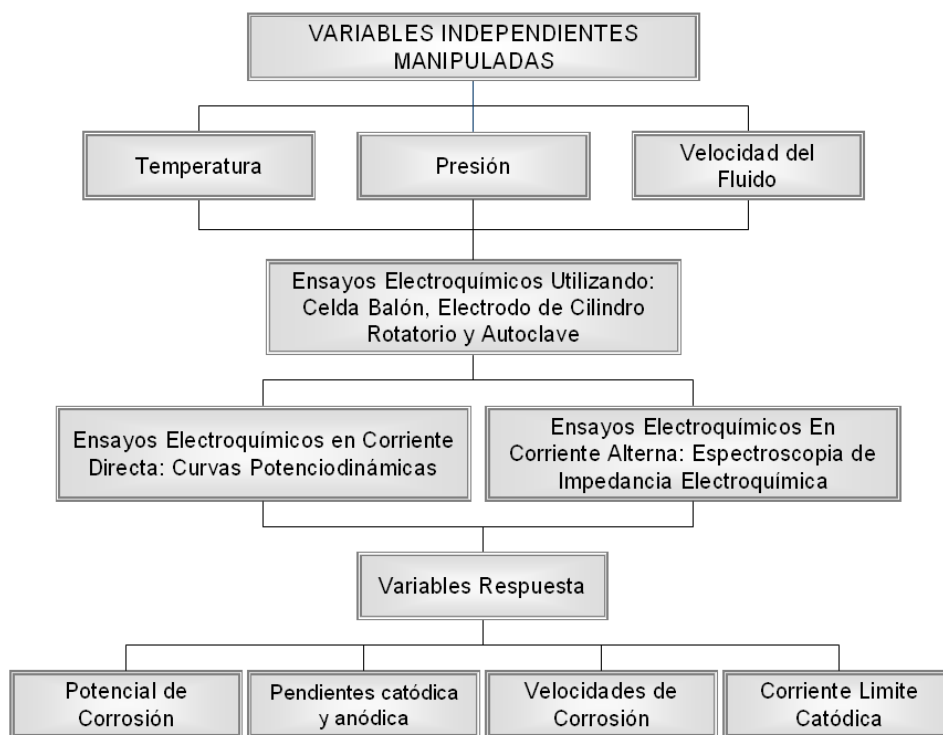 VARIABLES INDEPENDIENTES
MANIPULADAS
Temperatura
Presión
Velocidad del
Fluido
Ensayos Electroquímicos Utilizando:
Celda Balón, Electrodo de Cilindro
Rotatorio y Autoclave
Ensayos Electroquímicos en Corriente
Directa: Curvas Potenciodinámicas
Ensayos Electroquímicos En
Corriente Alterna: Espectroscopia de
Impedancia Electroquímica
Variables Respuesta
Potencial de
Corrosión
Pendientes catódica
y anódica
Velocidades de
Corrosión
Corriente Limite
Catódica